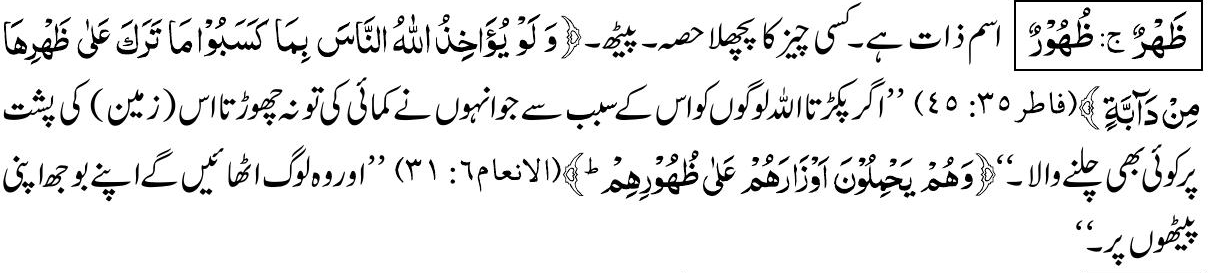 ظَهْرٌ ج: ظُهُوْرٌ اسم ذات ہے۔ کسی چیز کا پچھلا حصہ۔ پیٹھ۔ ﴿وَ لَوْ يُؤَاخِذُ اللهُ النَّاسَ بِمَا كَسَبُوْا مَا تَرَكَ عَلٰى ظَهْرِهَا
مِنْ دَآبَّةٍ﴾ (فاطر ٣٥: ٤٥) ’’اگر پکڑتا اللہ لوگوں کو اس کے سبب سے جو انہوں نے کمائی کی تو نہ چھوڑتا اس (زمین) کی پشت
پر کوئی بھی چلنے والا۔‘‘ ﴿وَهُمْ يَحْمِلُوْنَ اَوْزَارَهُمْ عَلٰى ظُهُوْرِهِمْ ؕ﴾ (الانعام ٦: ٣١) ’’اور وہ لوگ اٹھائیں گے اپنے بوجھ اپنی
پیٹھوں پر۔‘‘